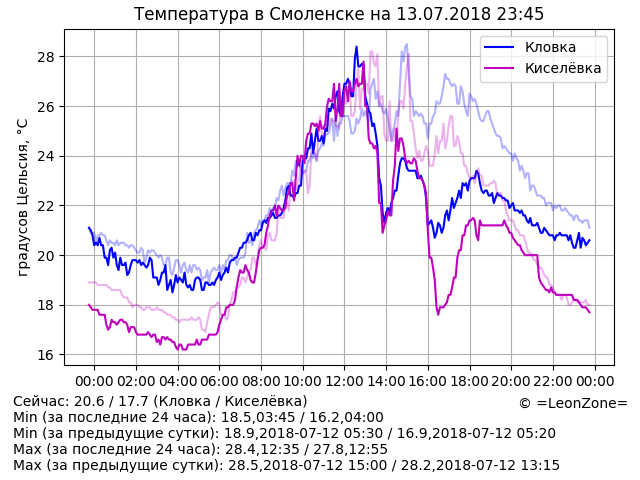 Температура в Смоленске на 13.07.2018 23:45
градусов Цельсия, °C
28
26
24
22
20
18
16
Кловка
Киселёвка
00:00 02:00 04:00 06:00 08:00 10:00 12:00 14:00 16:00 18:00 20:00 22:00 00:00
Сейчас: 20.6 / 17.7 (Кловка / Киселёвка)
© =LeonZone=
Min (за последние 24 часа): 18.5,03:45 / 16.2,04:00
Min (за предыдущие сутки): 18.9,2018-07-12 05:30 / 16.9,2018-07-12 05:20
Max (за последние 24 часа): 28.4,12:35 / 27.8,12:55
Max (за предыдущие сутки): 28.5,2018-07-12 15:00 / 28.2,2018-07-12 13:15